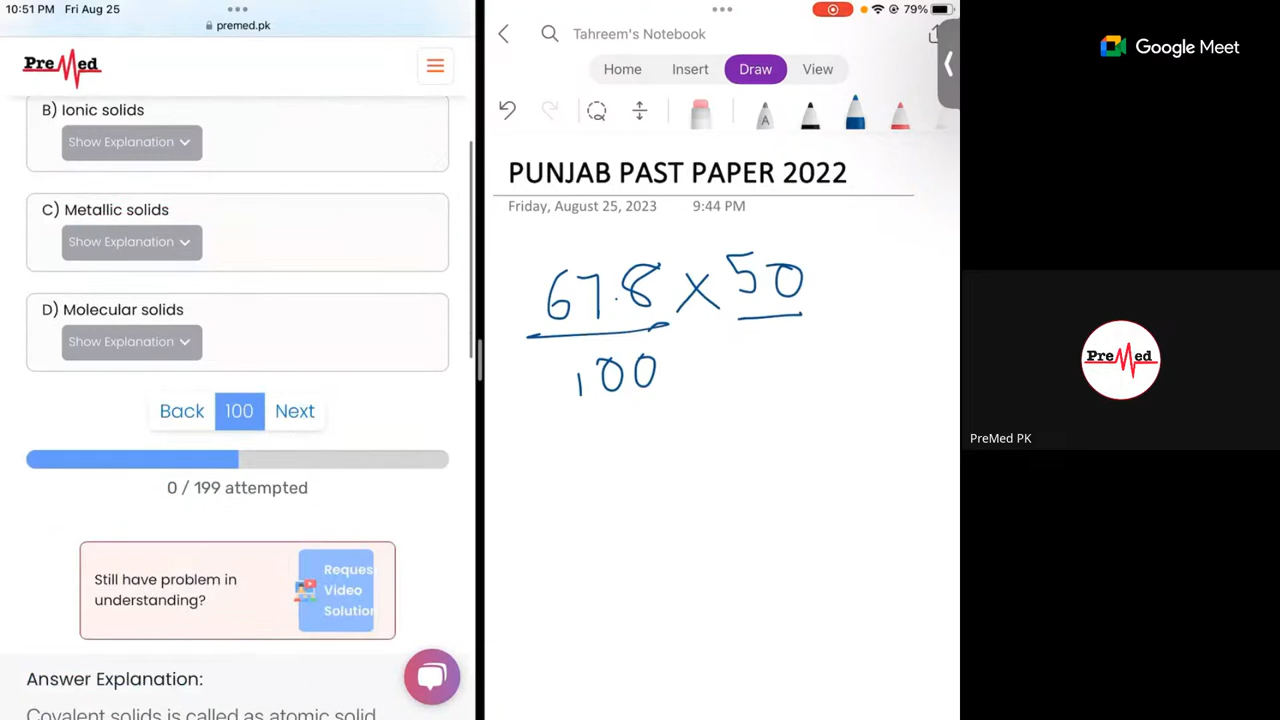 10:51 PM Fri Aug 25
premed.pk
PreMed
B) Ionic solids
Show Explanation
C) Metallic solids
Show Explanation
D) Molecular solids
Show Explanation
Back 100 Next
0 / 199 attempted
Still have problem in
understanding?
Reques
Video
Solution
Answer Explanation:
Covalent solids is called as atomic solid
79%
Tahreem's Notebook
Home Insert Draw View
A
PUNJAB PAST PAPER 2022
Friday, August 25, 2023 9:44 PM
67.8 × 50
100
Google Meet
PreMed
PreMed PK